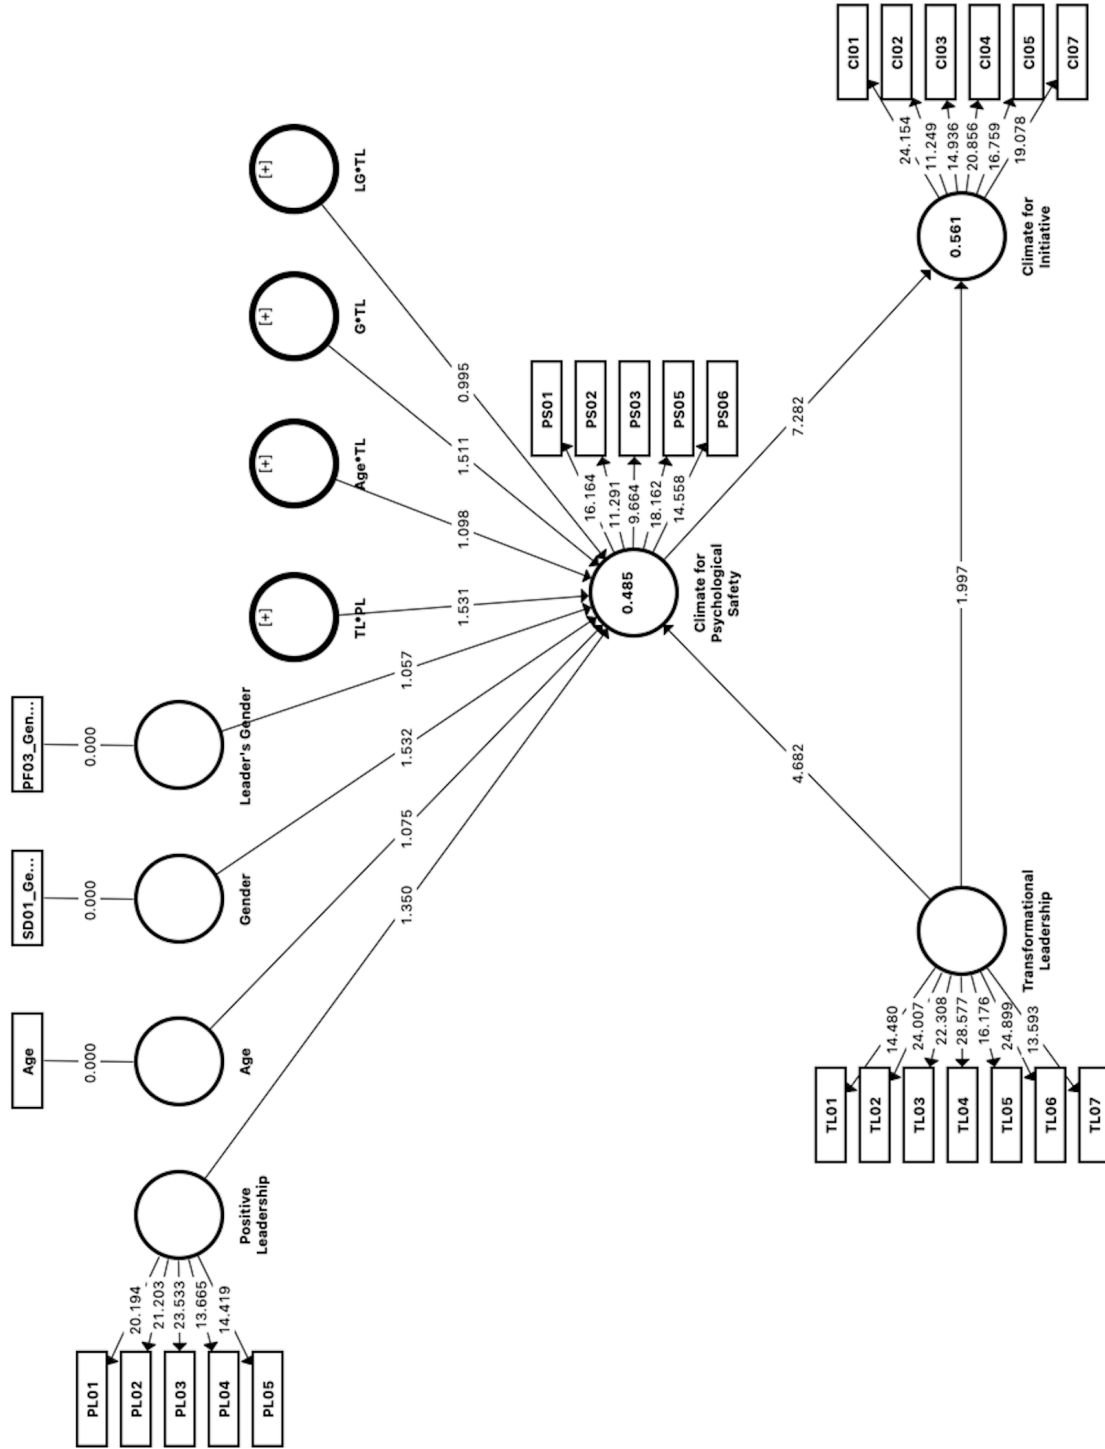 PL01
PL02
PL03
PL04
PL05
20.194
21.203
23.533
13.665
14.419
Positive
Leadership
Age
0.000
Age
SD01_Ge...
0.000
Gender
PF03_Gen...
0.000
Leader's Gender
[+]
TL*PL
[+]
Age*TL
[+]
G*TL
[+]
LG*TL
1.350
1.075
1.532
1.057
1.531
1.098
1.511
0.995
0.485
Climate for
Psychological
Safety
16.164
11.291
9.664
18.162
14.558
PS01
PS02
PS03
PS05
PS06
4.682
7.282
1.997
TL01
TL02
TL03
TL04
TL05
TL06
TL07
14.480
24.007
22.308
28.577
16.176
24.899
13.593
Transformational
Leadership
0.561
Climate for
Initiative
24.154
11.249
14.936
20.856
16.759
19.078
CI01
CI02
CI03
CI04
CI05
CI07